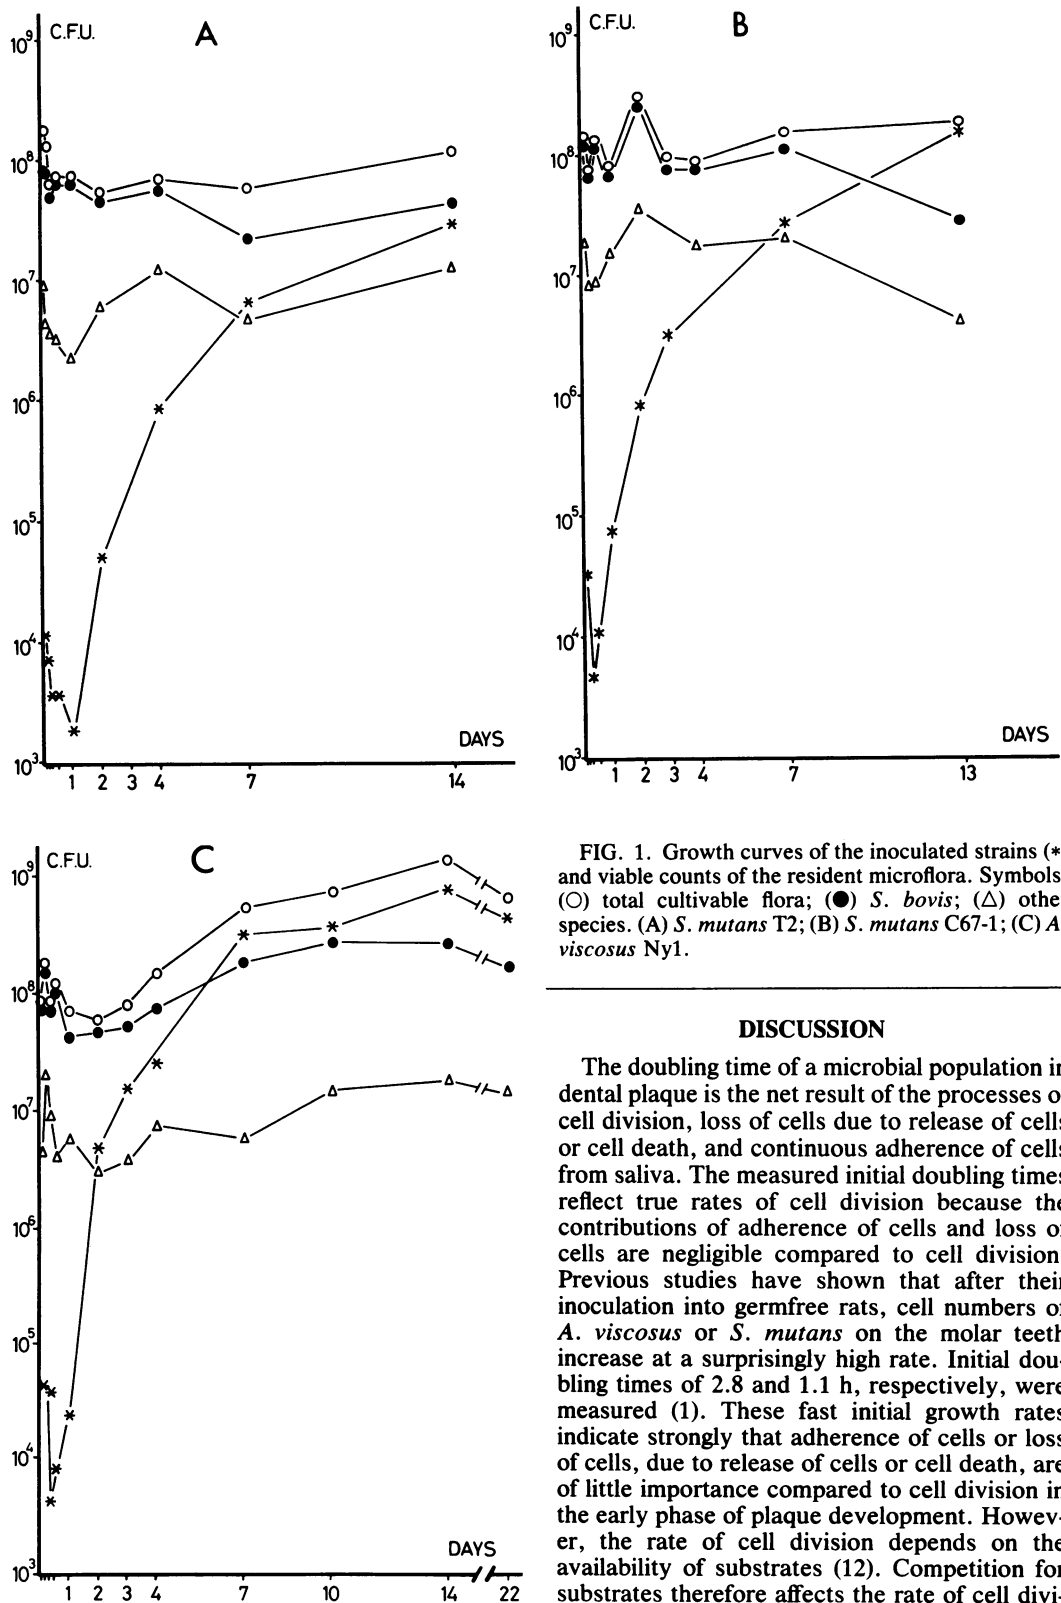 A
C.F.U.
10⁹
10⁸
10⁷
10⁶
10⁵
10⁴
10³
DAYS
1 2 3 4 7 14
B
C.F.U.
10⁹
10⁸
10⁷
10⁶
10⁵
10⁴
10³
DAYS
1 2 3 4 7 13
C
C.F.U.
10⁹
10⁸
10⁷
10⁶
10⁵
10⁴
10³
DAYS
1 2 3 4 7 10 14 22
FIG. 1. Growth curves of the inoculated strains (*
and viable counts of the resident microflora. Symbols
(○) total cultivable flora; (●) S. bovis; (△) othe
species. (A) S. mutans T2; (B) S. mutans C67-1; (C) A
viscosus Ny1.
DISCUSSION
The doubling time of a microbial population in
dental plaque is the net result of the processes o
cell division, loss of cells due to release of cells
or cell death, and continuous adherence of cells
from saliva. The measured initial doubling times
reflect true rates of cell division because the
contributions of adherence of cells and loss of
cells are negligible compared to cell division
Previous studies have shown that after their
inoculation into germfree rats, cell numbers of
A. viscosus or S. mutans on the molar teeth
increase at a surprisingly high rate. Initial dou-
bling times of 2.8 and 1.1 h, respectively, were
measured (1). These fast initial growth rates
indicate strongly that adherence of cells or loss
of cells, due to release of cells or cell death, are
of little importance compared to cell division in
the early phase of plaque development. Howev-
er, the rate of cell division depends on the
availability of substrates (12). Competition for
substrates therefore affects the rate of cell divi-